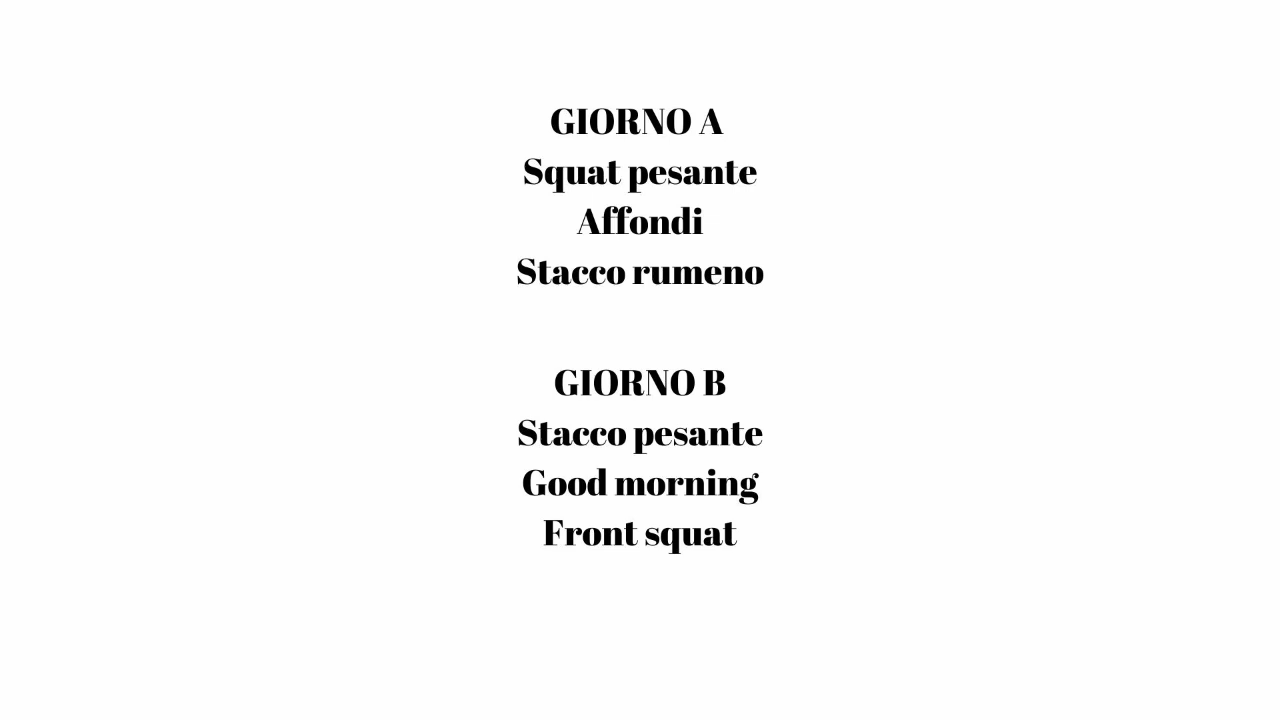 GIORNO A
Squat pesante
Affondi
Stacco rumeno
GIORNO B
Stacco pesante
Good morning
Front squat